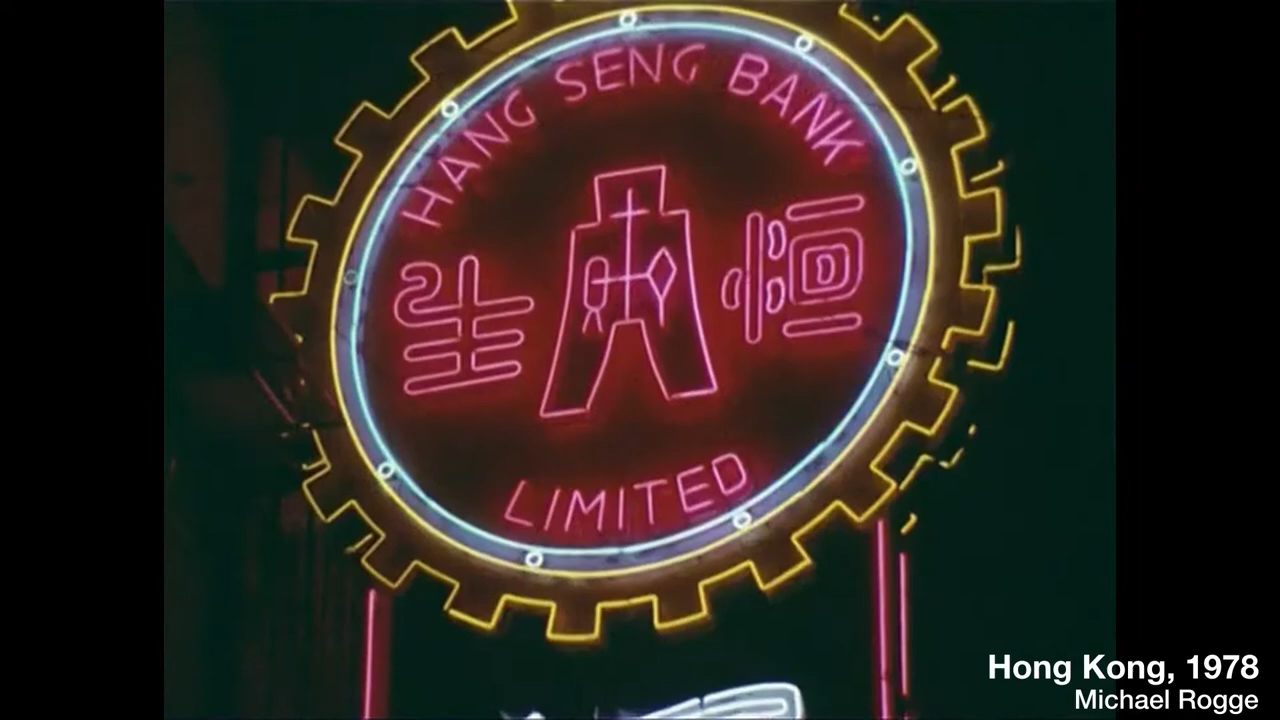 HANG SENG BANK
恒生
LIMITED
Hong Kong, 1978
Michael Rogge